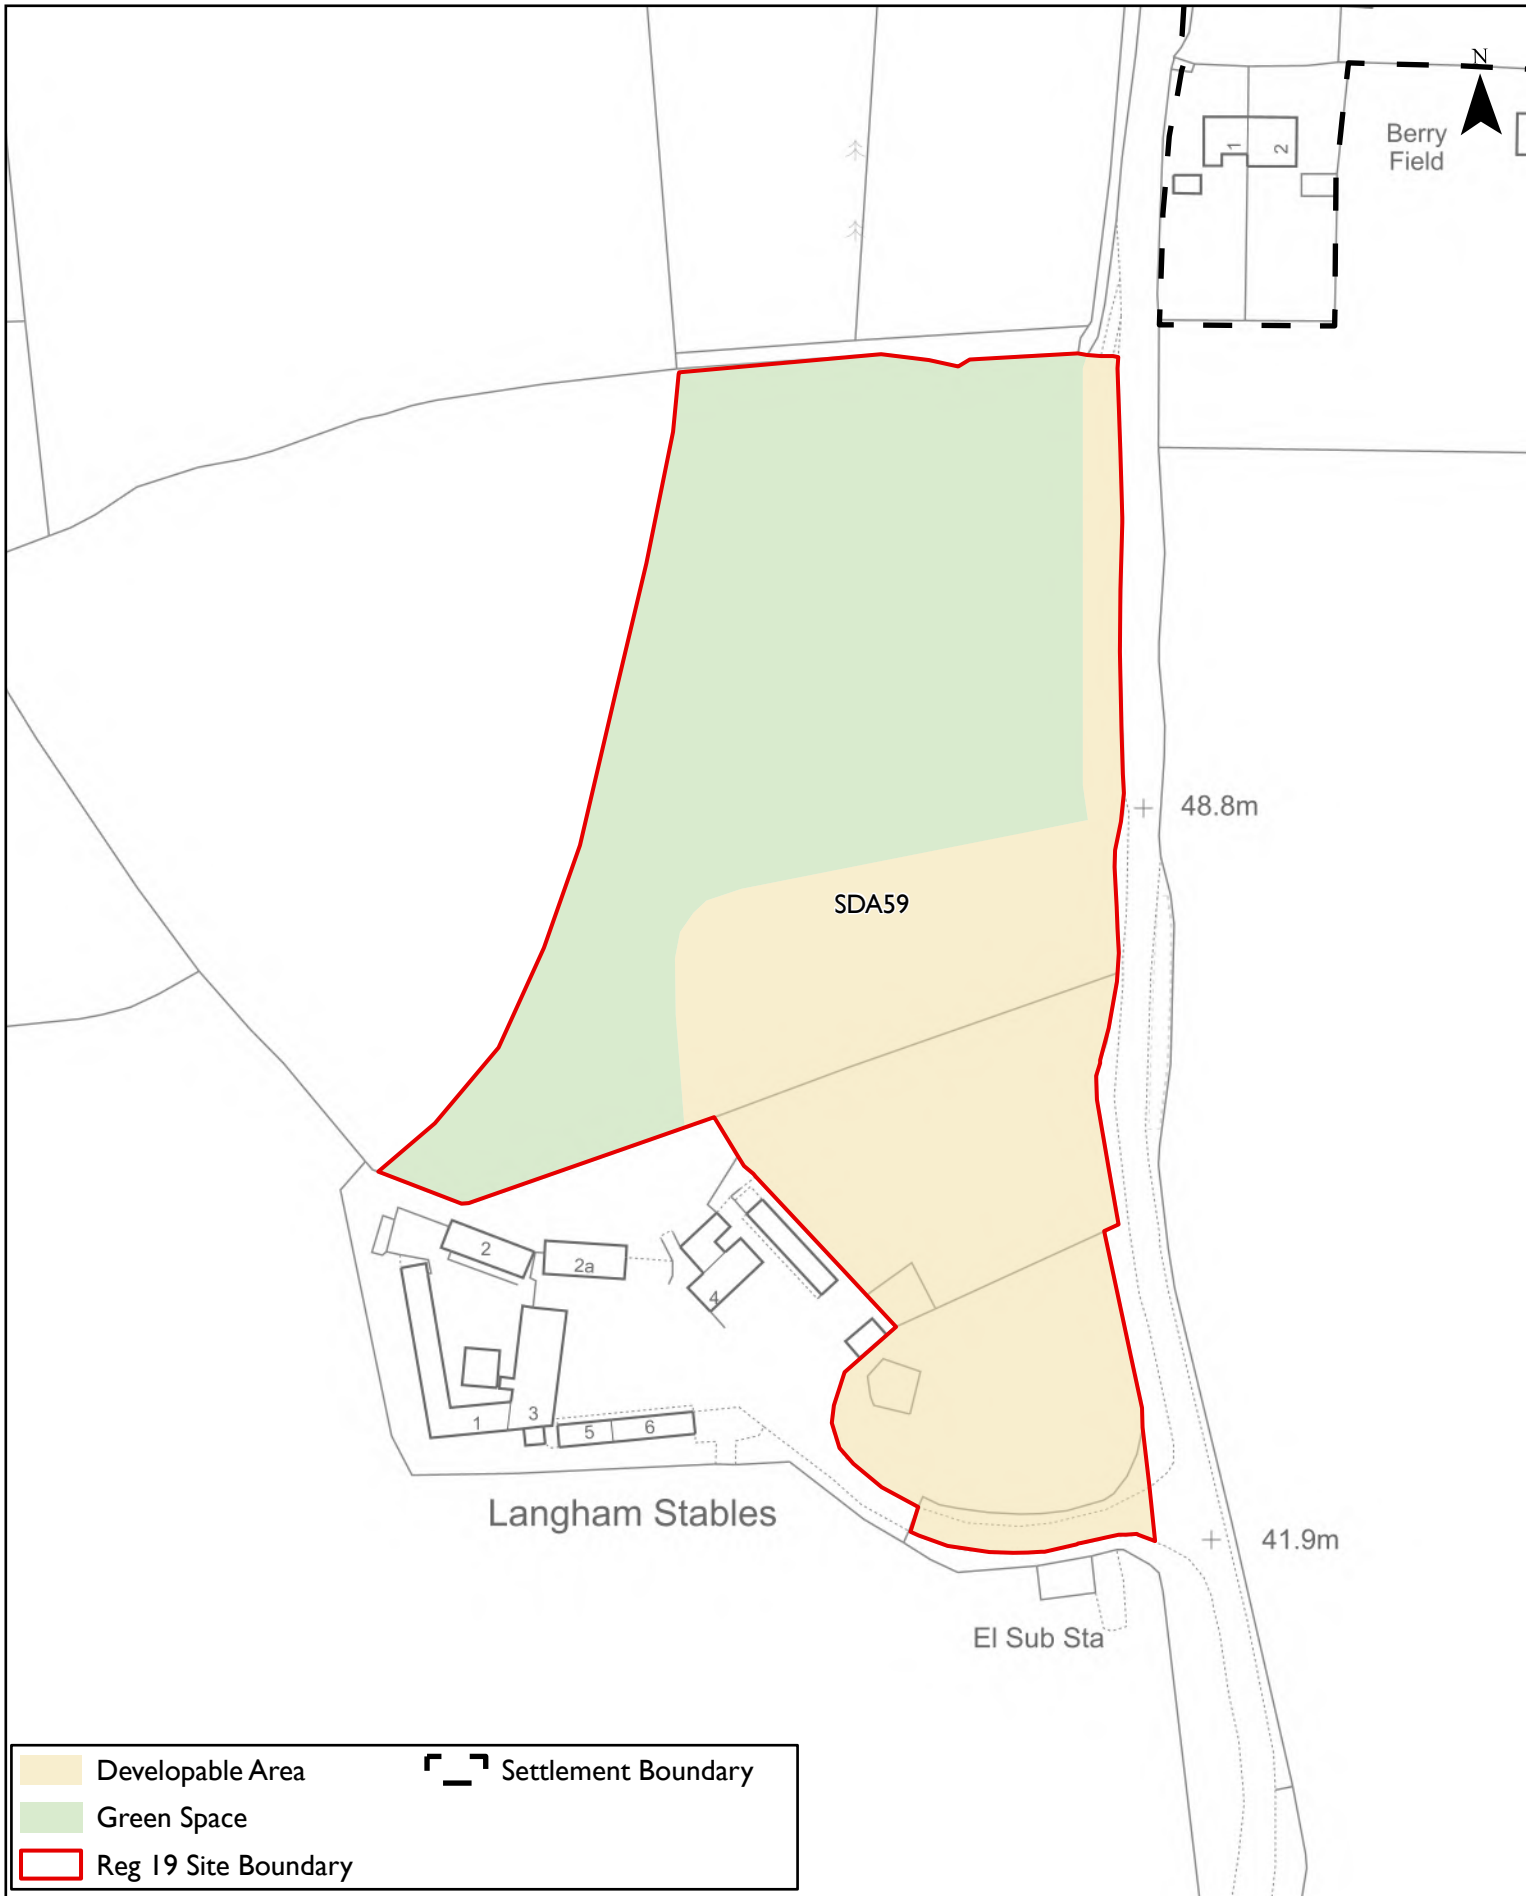 N
Berry
Field
1
2
48.8m
SDA59
2
2a
4
1
3
5
6
Langham Stables
41.9m
El Sub Sta
Developable Area
Settlement Boundary
Green Space
Reg 19 Site Boundary